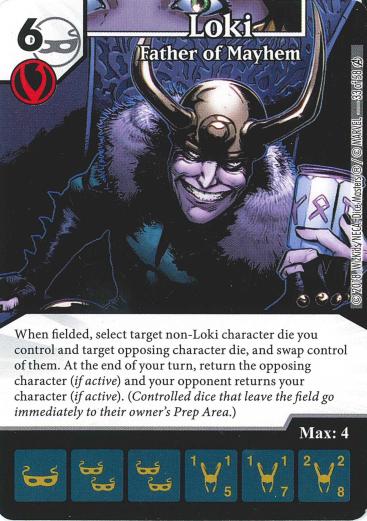 6
Loki
Father of Mayhem
When fielded, select target non-Loki character die you
control and target opposing character die, and swap control
of them. At the end of your turn, return the opposing
character (if active) and your opponent returns your
character (if active). (Controlled dice that leave the field go
immediately to their owner's Prep Area.)
Max: 4
1 1 5
1 1 7
2 2 8
33 of 58
© MARVEL
© 2018 WizKids/NECA Dice Masters